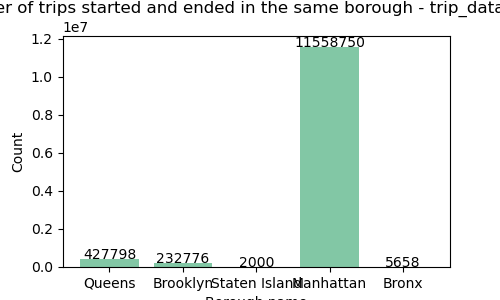 er of trips started and ended in the same borough - trip_data
1e7
1.2
1.0
0.8
0.6
0.4
0.2
0.0
Count
427798
232776
2000
11558750
5658
Queens
Brooklyn
Staten Island
Manhattan
Bronx
Borough name